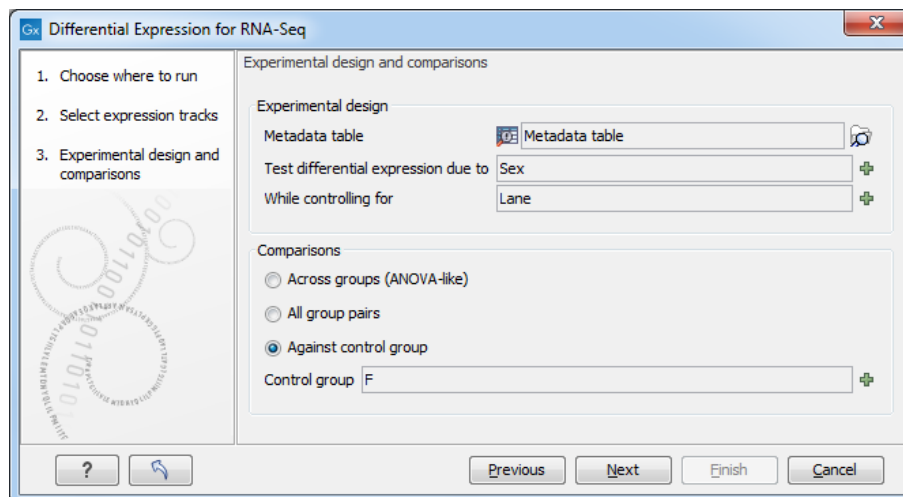 Gx Differential Expression for RNA-Seq
X
1. Choose where to run
2. Select expression tracks
3. Experimental design and
comparisons
Experimental design and comparisons
Experimental design
Metadata table Metadata table
Test differential expression due to Sex
While controlling for Lane
Comparisons
Across groups (ANOVA-like)
All group pairs
Against control group
Control group F
? Previous Next Finish Cancel